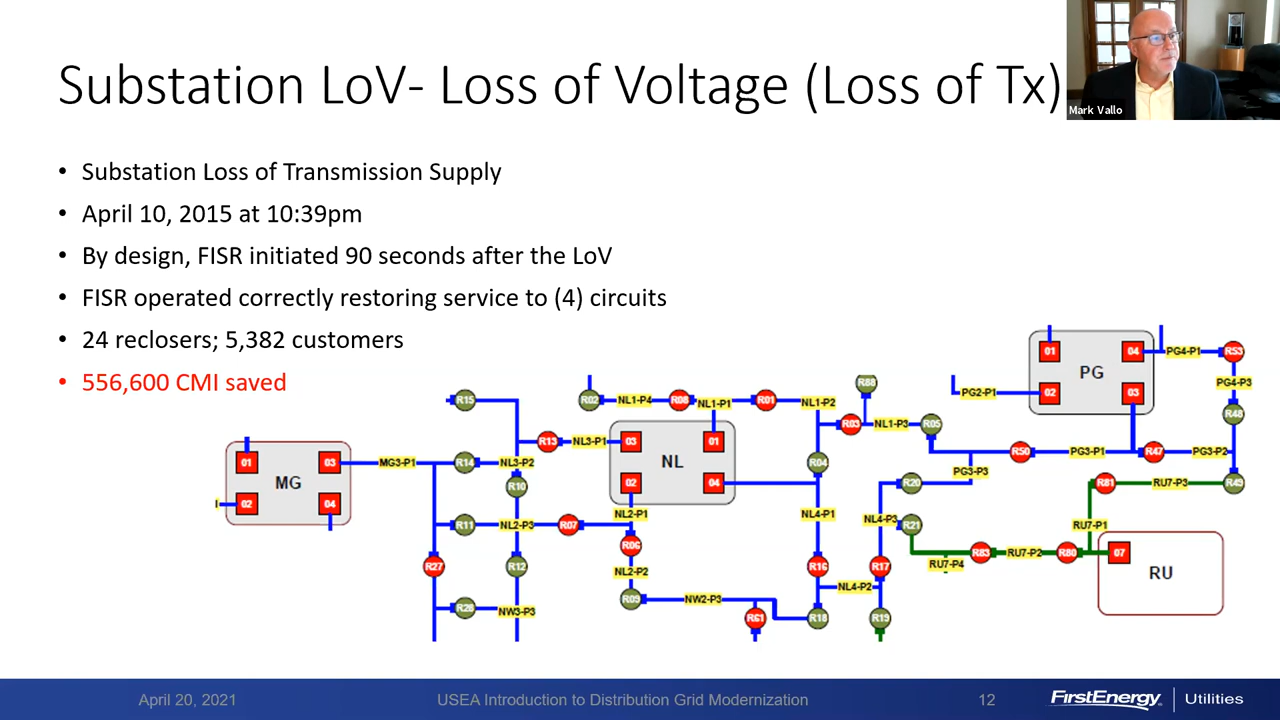 Substation LoV- Loss of Voltage (Loss of Tx)
Mark Vallo
• Substation Loss of Transmission Supply
• April 10, 2015 at 10:39pm
• By design, FISR initiated 90 seconds after the LoV
• FISR operated correctly restoring service to (4) circuits
• 24 reclosers; 5,382 customers
• 556,600 CMI saved
01 04 PG4-P1 R53
PG
PG2-P1 02 03 PG4-P3
R88
R15 R02 NL1-P4 R08 NL1-P1 R01 NL1-P2
R48
R03 NL1-P3 R05
R13 NL3-P1 03 01
R50 PG3-P1 R47 PG3-P2
01 03 MG3-P1 R14 NL3-P2 NL R04
PG3-P3
MG R10 02 04 R20 R81 RU7-P3 R49
02 04 NL2-P1 NL4-P1 NL4-P3
R11 NL2-P3 R07 R21 RU7-P1
R06 R83 RU7-P2 R80 07
R27 R12 NL2-P2 R16 R17 RU7-P4 RU
NL4-P2
R09 NW2-P3
R28 NW3-P3 R61 R18 R19
April 20, 2021
USEA Introduction to Distribution Grid Modernization
12
FirstEnergy Utilities